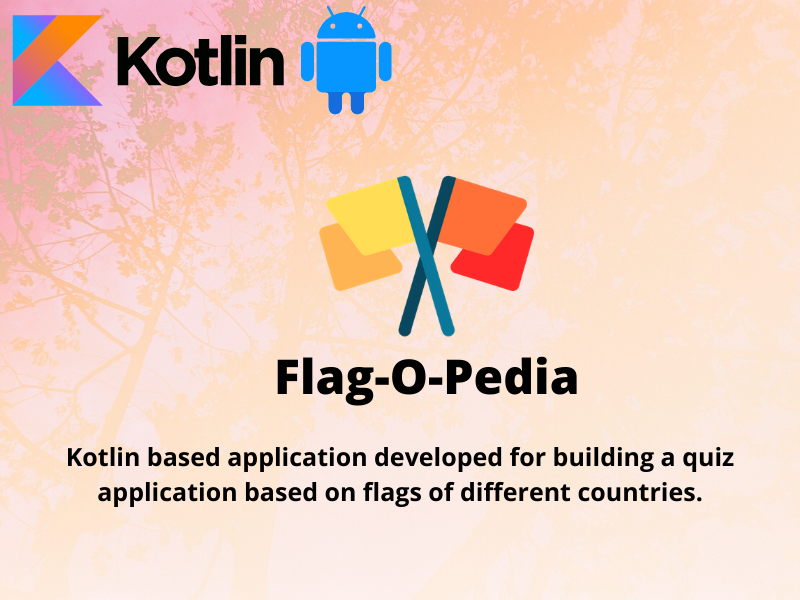 Kotlin
Flag-O-Pedia
Kotlin based application developed for building a quiz
application based on flags of different countries.